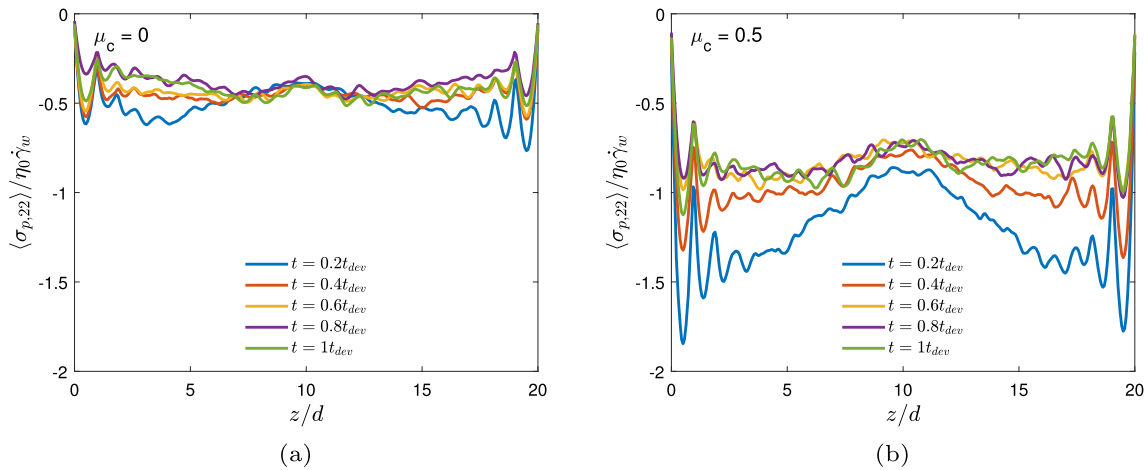 μc = 0
0
-0.5
-1
-1.5
-2
⟨σp,22⟩/η0γ̇w
t = 0.2tdev
t = 0.4tdev
t = 0.6tdev
t = 0.8tdev
t = 1tdev
0 5 10 15 20
z/d
(a)
μc = 0.5
0
-0.5
-1
-1.5
-2
⟨σp,22⟩/η0γ̇w
t = 0.2tdev
t = 0.4tdev
t = 0.6tdev
t = 0.8tdev
t = 1tdev
0 5 10 15 20
z/d
(b)